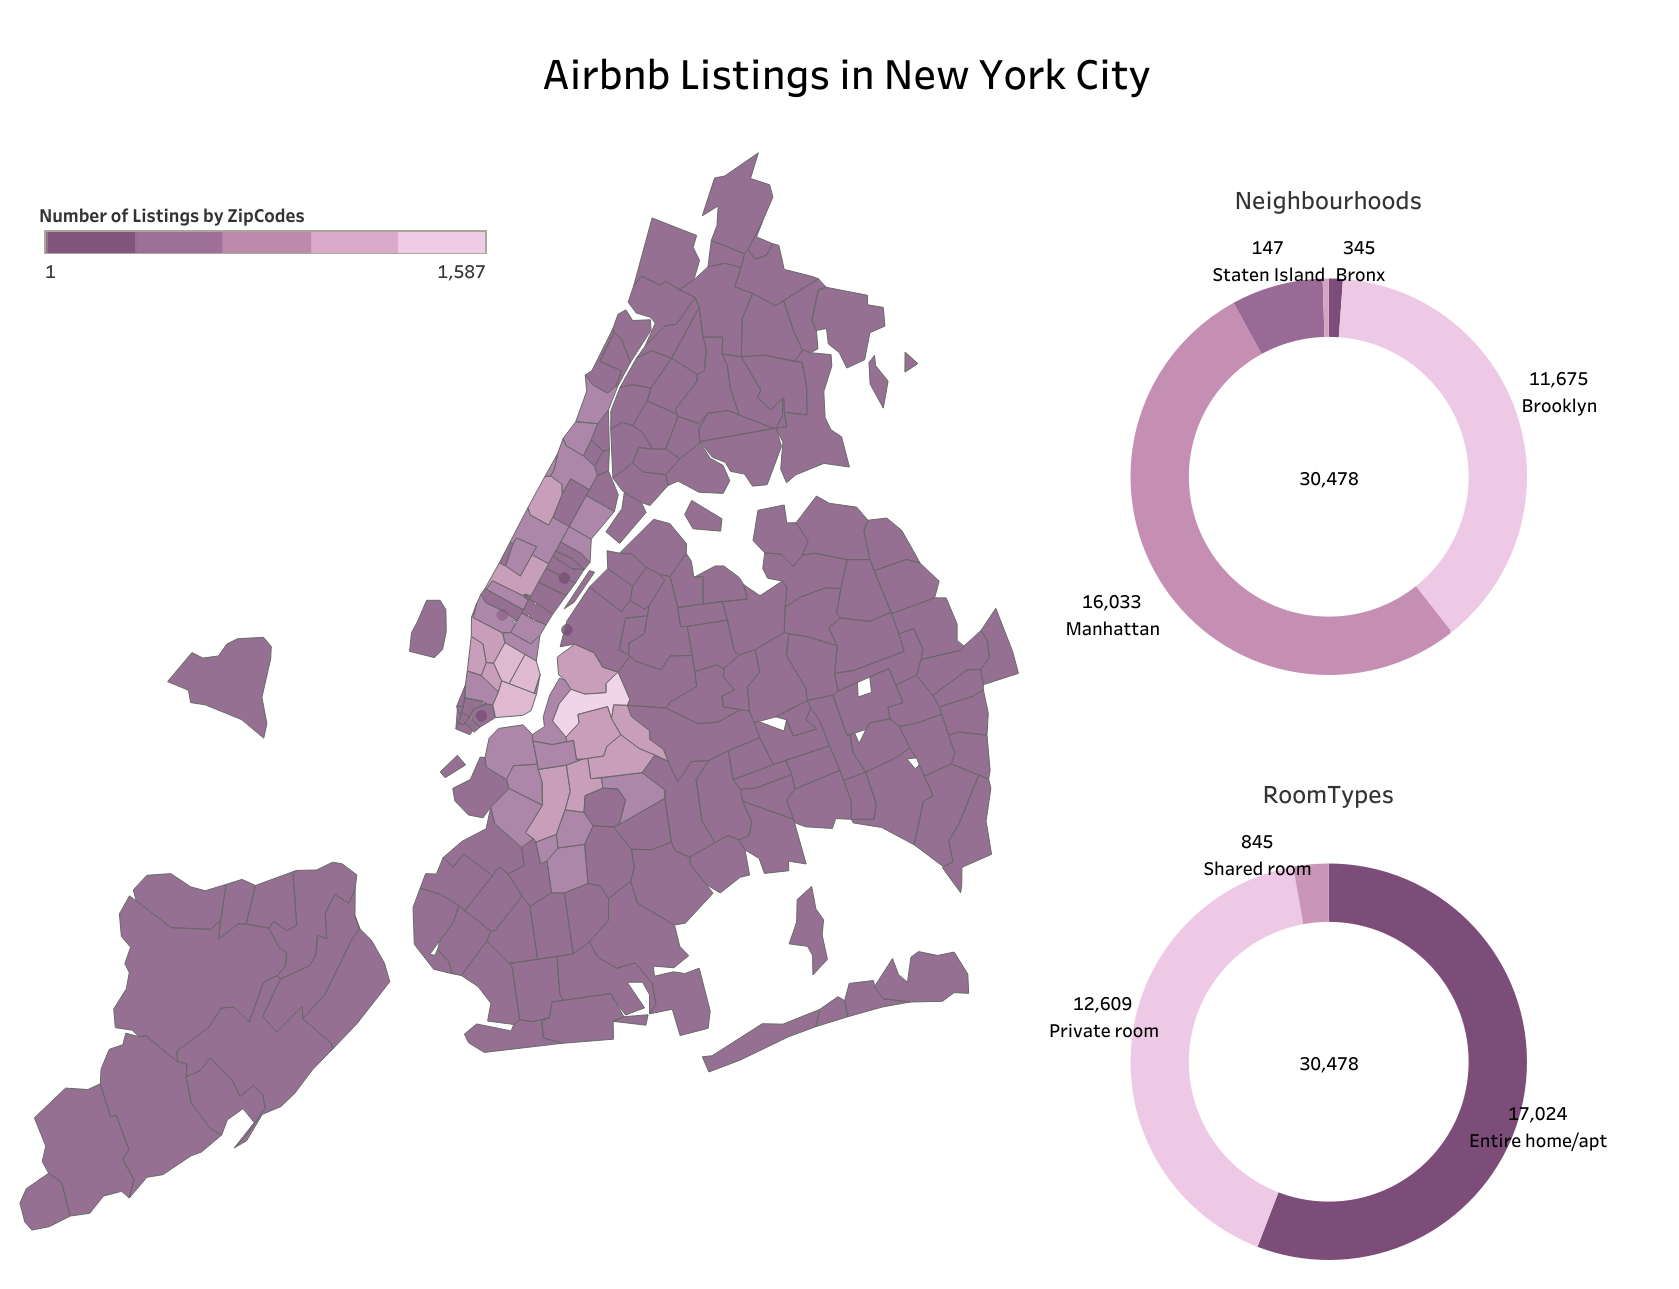 Airbnb Listings in New York City
Number of Listings by ZipCodes
1
1,587
Neighbourhoods
147
Staten Island
345
Bronx
11,675
Brooklyn
30,478
16,033
Manhattan
RoomTypes
845
Shared room
12,609
Private room
30,478
17,024
Entire home/apt